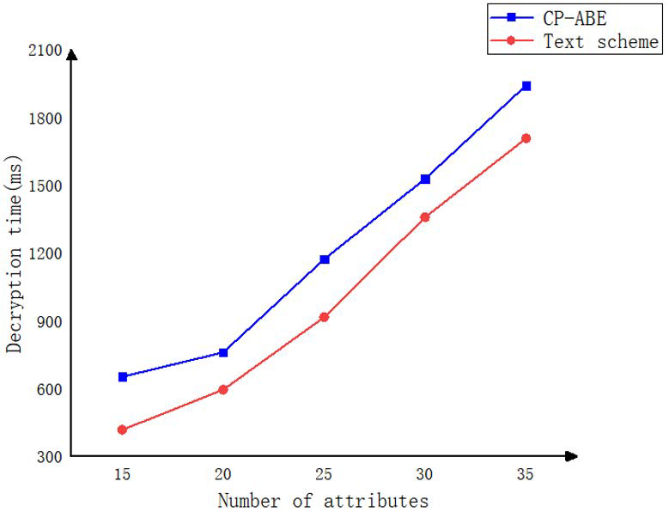 CP-ABE
Text scheme
2100
1800
1500
1200
900
600
300
Decryption time(ms)
15 20 25 30 35
Number of attributes